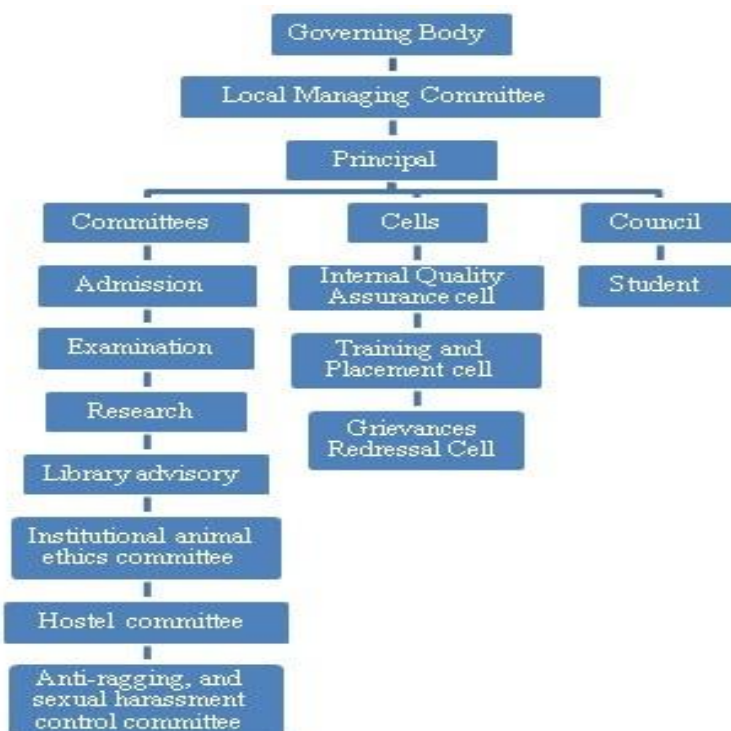 Governing Body
Local Managing Committee
Principal
Committees
Cells
Council
Admission
Internal Quality
Assurance cell
Student
Examination
Training and
Placement cell
Research
Grievances
Redressal Cell
Library advisory
Institutional animal
ethics committee
Hostel committee
Anti-ragging, and
sexual harassment
control committee